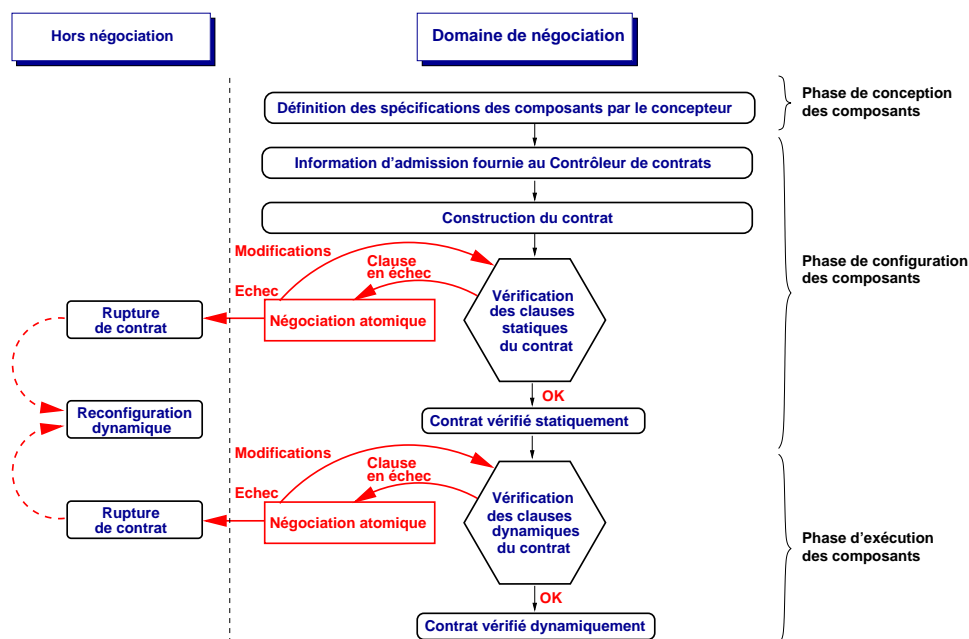 Hors négociation
Domaine de négociation
Définition des spécifications des composants par le concepteur
Phase de conception
des composants
Information d'admission fournie au Contrôleur de contrats
Construction du contrat
Modifications
Clause
en échec
Echec
Négociation atomique
Vérification
des clauses
statiques
du contrat
Phase de configuration
des composants
Rupture
de contrat
OK
Reconfiguration
dynamique
Contrat vérifié statiquement
Modifications
Clause
en échec
Echec
Négociation atomique
Vérification
des clauses
dynamiques
du contrat
Rupture
de contrat
Phase d'exécution
des composants
OK
Contrat vérifié dynamiquement